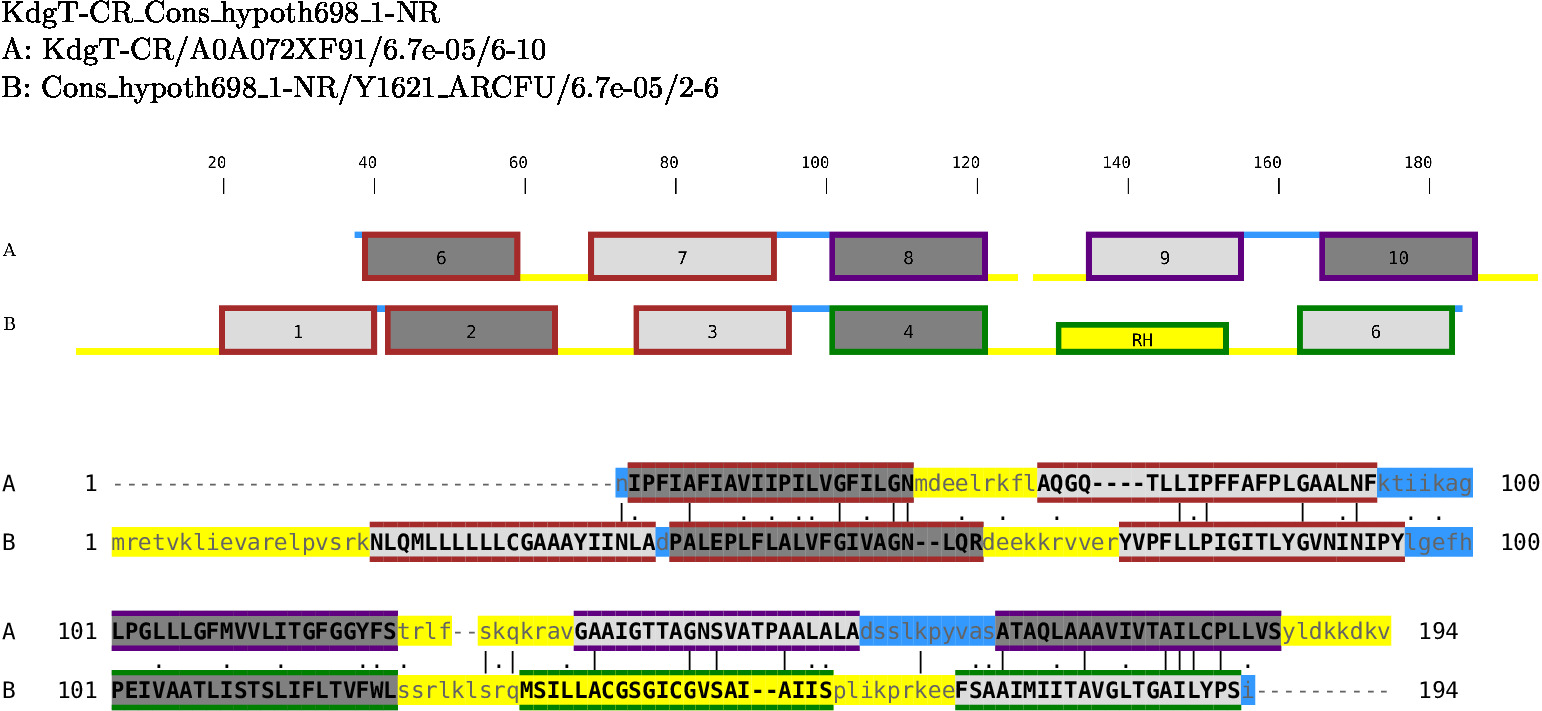 KdgT-CR_Cons_hypoth698_1-NR
A: KdgT-CR/A0A072XF91/6.7e-05/6-10
B: Cons_hypoth698_1-NR/Y1621_ARCFU/6.7e-05/2-6
20 40 60 80 100 120 140 160 180
A 6 7 8 9 10
B 1 2 3 4 RH 6
A 1 -------------------------------------nIPFIAFIAVIIPILVGFILGNmdeelrkflAQGQ----TLLIPFFAFPLGAALNFktiikag 100
B 1 mretvklievarelpvsrkNLQMLLLLLLCGAAAYIINLAdPALEPLFLALVFGIVAGN--LQRdeekkrvverYVPFLLPIGITLYGVNINIPYlgefh 100
A 101 LPGLLLGFMVVLITGFGGYFStrlf--skqkravGAAIGTTAGNSVATPAALALAdsslkpyvasATAQLAAAVIVTAILCPLLVSyldkkdkv 194
B 101 PEIVAATLISTSLIFLTVFWLssrlklsrqMSILLACGSGICGVSAI--AIISplikprkeeFSAAIMIITAVGLTGAILYPSi---------- 194